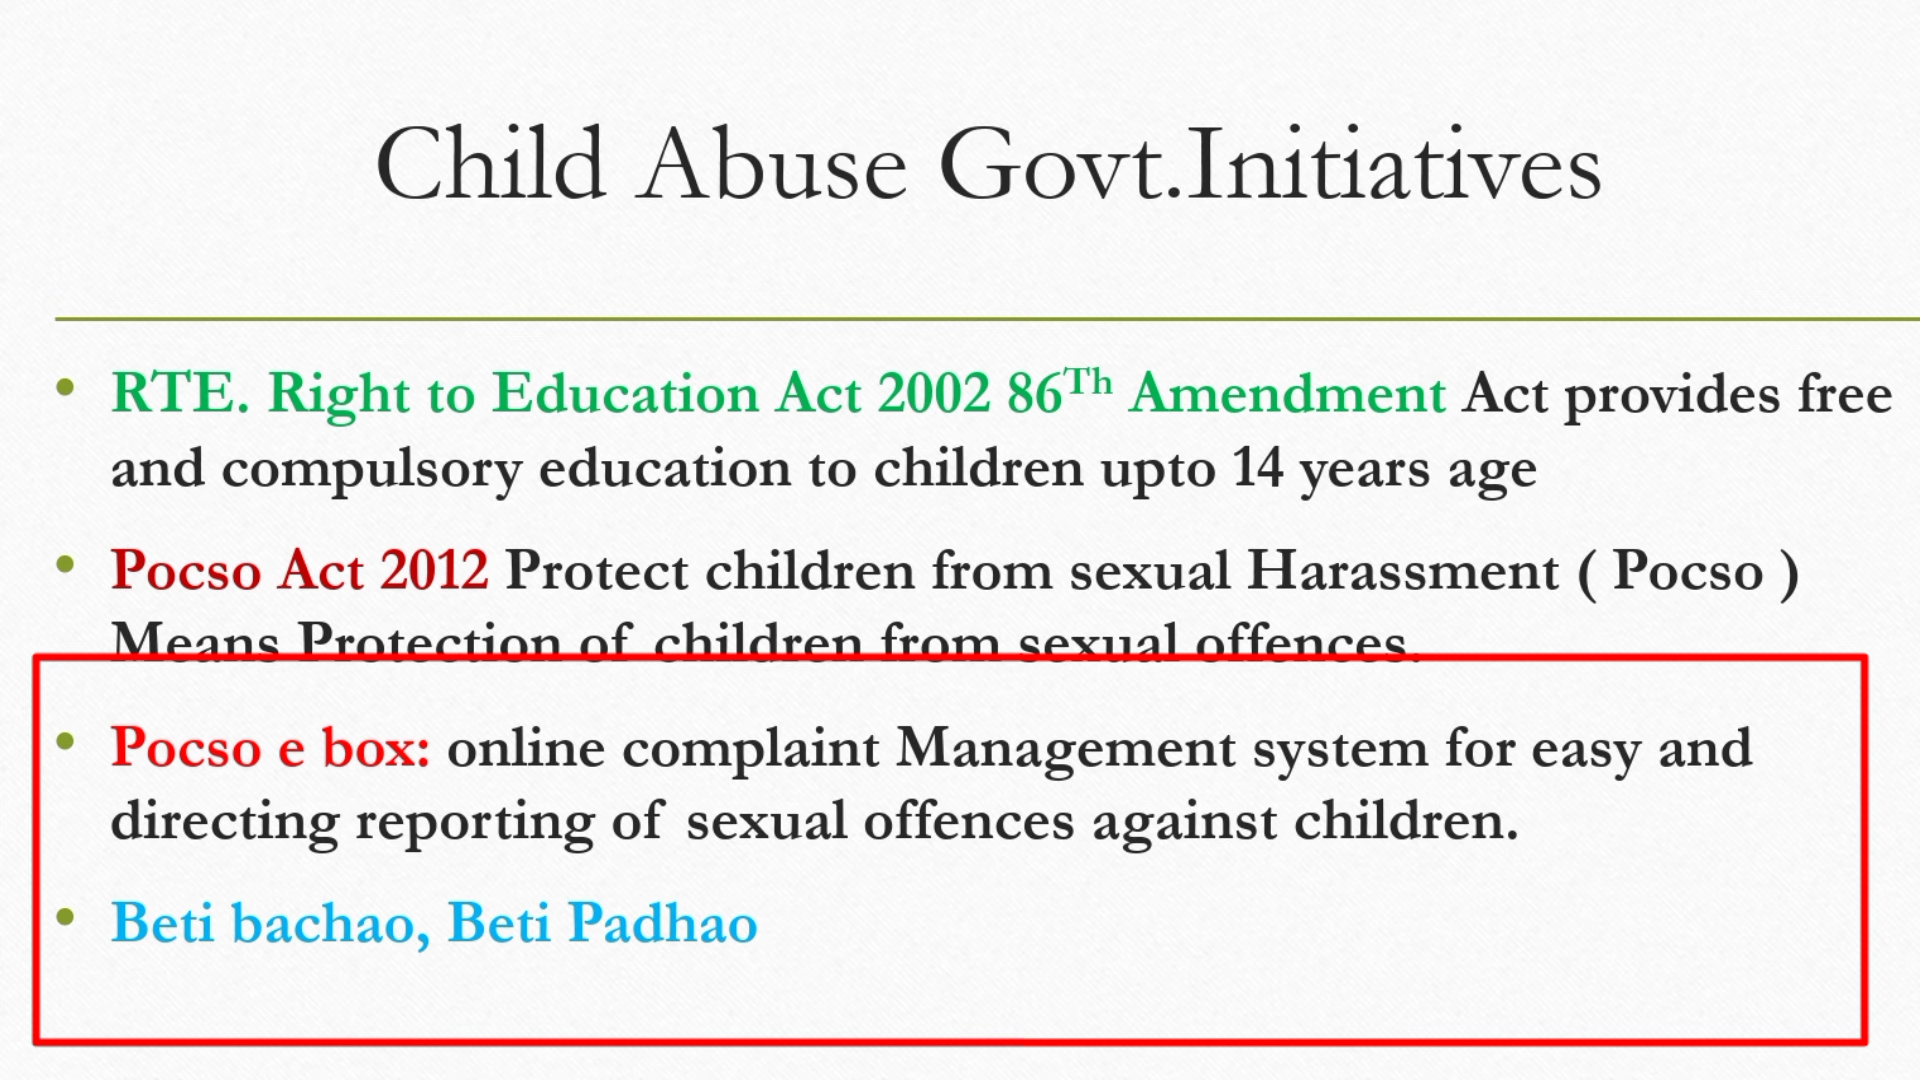 Child Abuse Govt.Initiatives
• RTE. Right to Education Act 2002 86Th Amendment Act provides free
and compulsory education to children upto 14 years age
• Pocso Act 2012 Protect children from sexual Harassment ( Pocso )
Means Protection of children from sexual offences.
• Pocso e box: online complaint Management system for easy and
directing reporting of sexual offences against children.
• Beti bachao, Beti Padhao